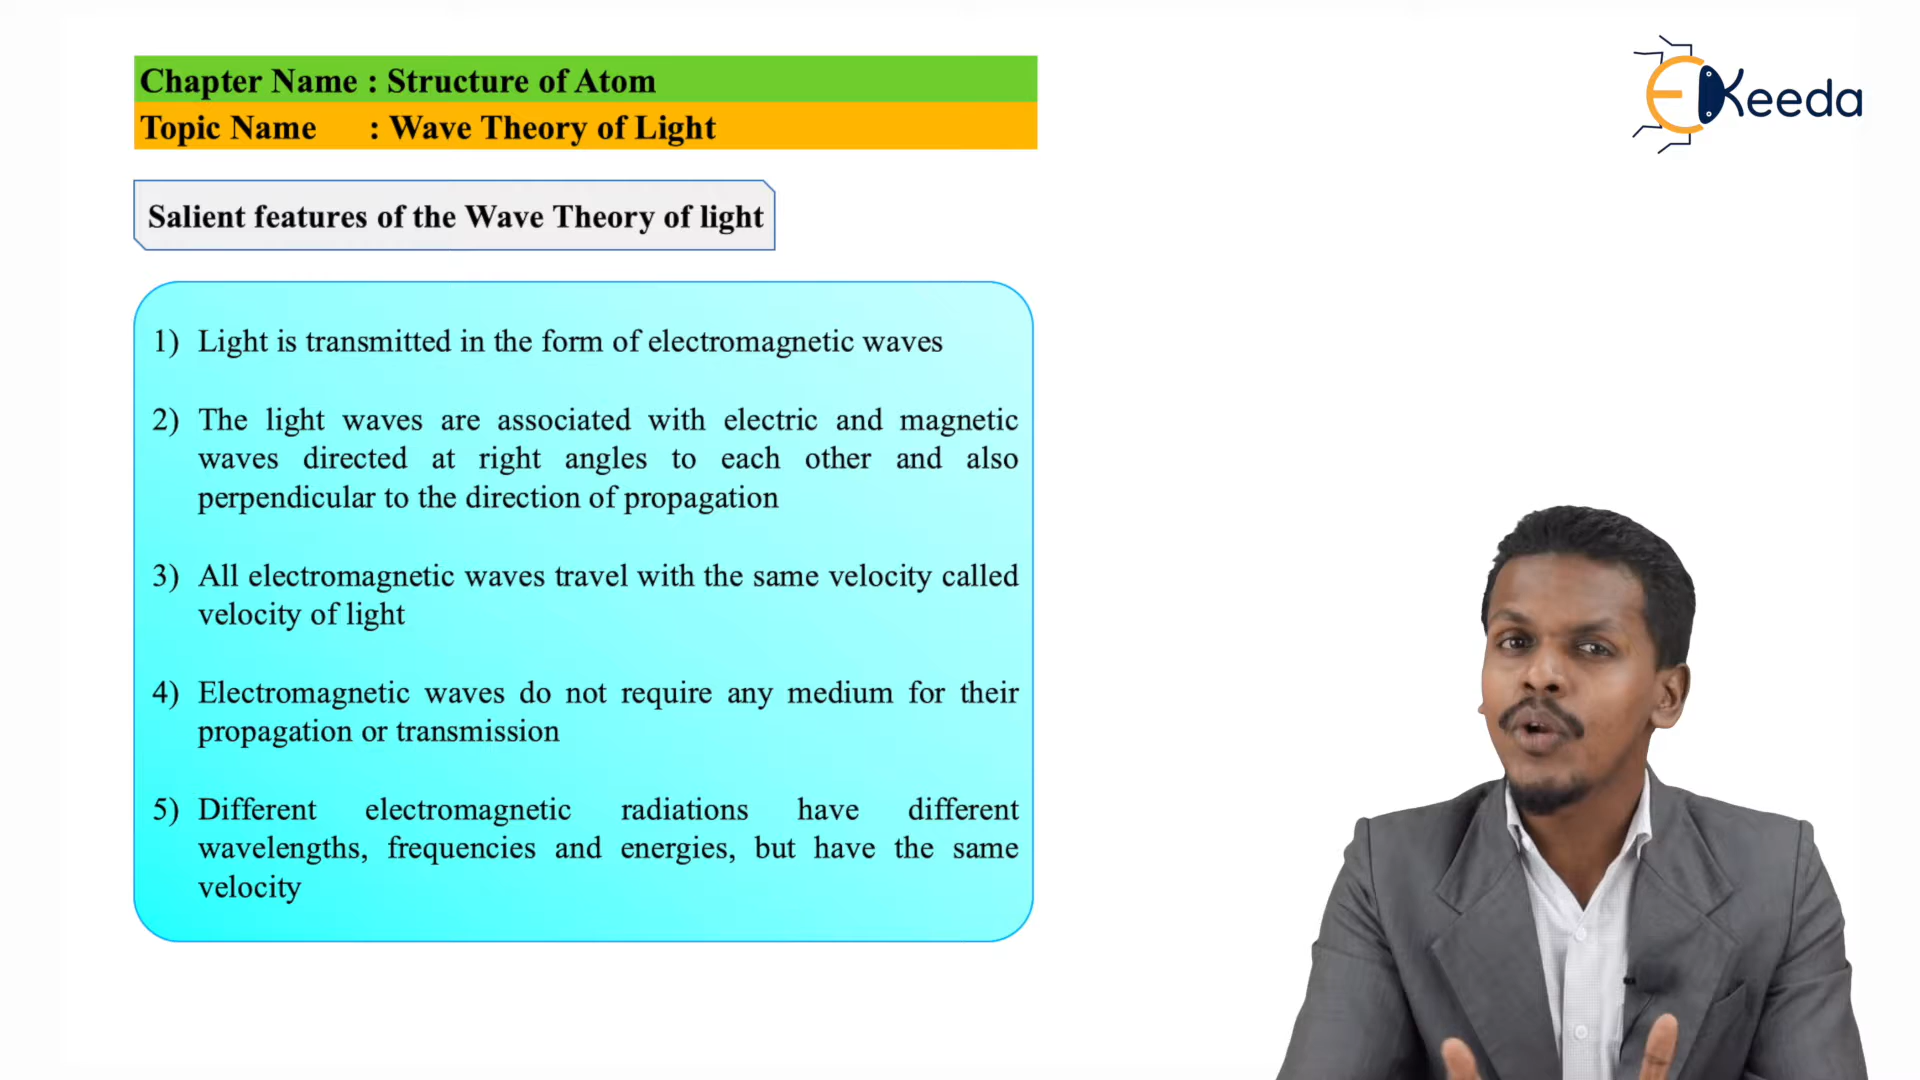 Chapter Name : Structure of Atom
Topic Name : Wave Theory of Light
EKeeda
Salient features of the Wave Theory of light
1) Light is transmitted in the form of electromagnetic waves
2) The light waves are associated with electric and magnetic
waves directed at right angles to each other and also
perpendicular to the direction of propagation
3) All electromagnetic waves travel with the same velocity called
velocity of light
4) Electromagnetic waves do not require any medium for their
propagation or transmission
5) Different electromagnetic radiations have different
wavelengths, frequencies and energies, but have the same
velocity